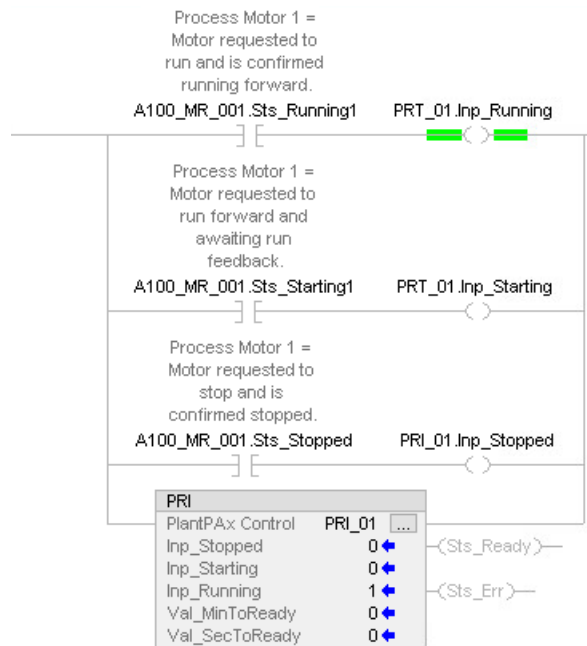 Process Motor 1 =
Motor requested to
run and is confirmed
running forward.
A100_MR_001.Sts_Running1 PRT_01.Inp_Running
Process Motor 1 =
Motor requested to
run forward and
awaiting run
feedback.
A100_MR_001.Sts_Starting1 PRT_01.Inp_Starting
Process Motor 1 =
Motor requested to
stop and is
confirmed stopped.
A100_MR_001.Sts_Stopped PRI_01.Inp_Stopped
PRI
PlantPAx Control PRI_01 ...
Inp_Stopped 0 (Sts_Ready)
Inp_Starting 0
Inp_Running 1 (Sts_Err)
Val_MinToReady 0
Val_SecToReady 0